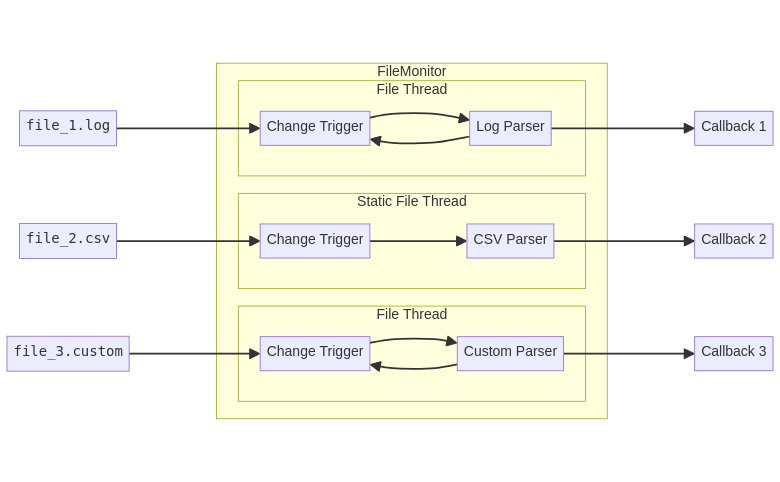 FileMonitor
File Thread
file_1.log
Change Trigger
Log Parser
Callback 1
Static File Thread
file_2.csv
Change Trigger
CSV Parser
Callback 2
File Thread
file_3.custom
Change Trigger
Custom Parser
Callback 3